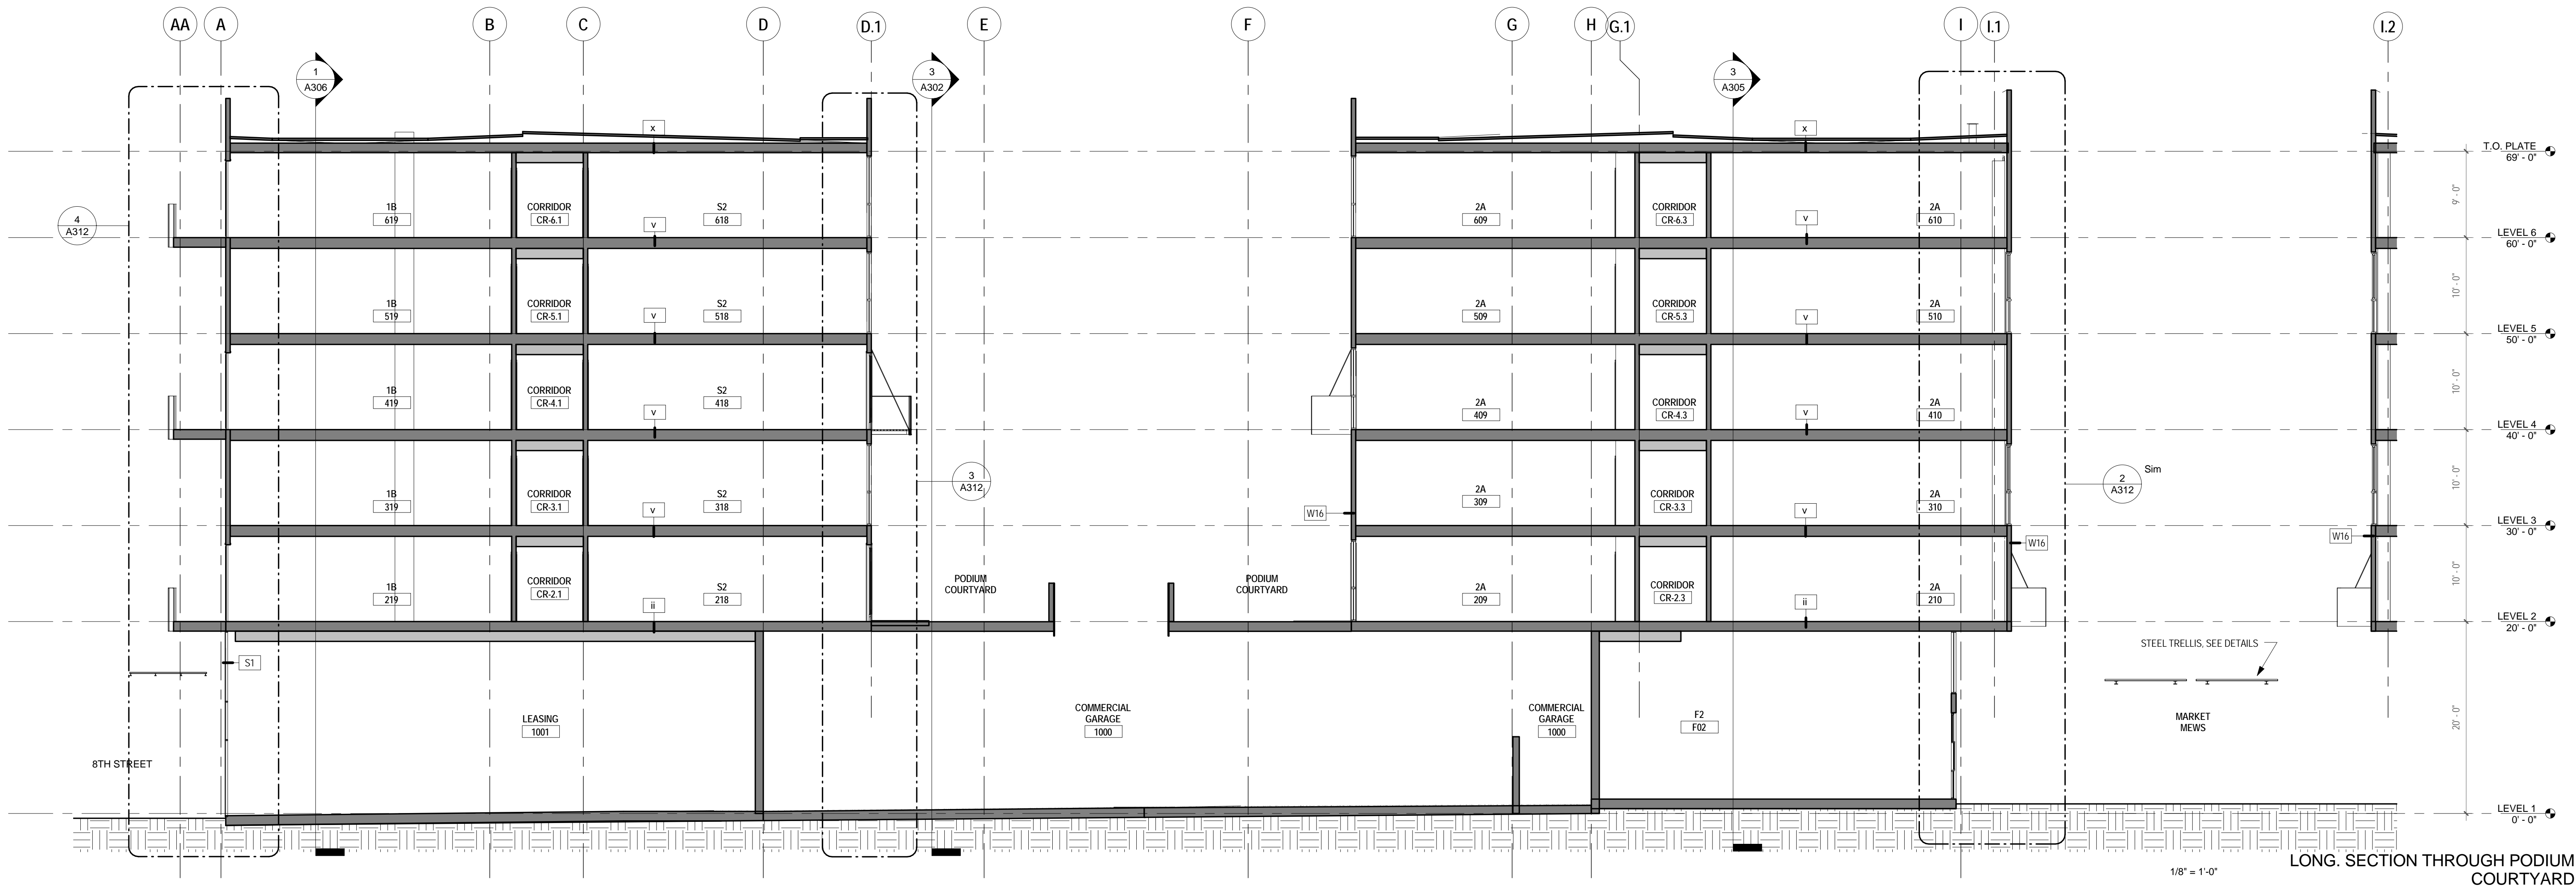 AA
A
B
C
D
D.1
E
F
G
H
G.1
I
I.1
I.2
1
A306
3
A302
3
A305
x
x
T.O. PLATE
69' - 0"
9' - 0"
4
A312
1B
619
CORRIDOR
CR-6.1
S2
618
v
2A
609
CORRIDOR
CR-6.3
v
2A
610
LEVEL 6
60' - 0"
10' - 0"
1B
519
CORRIDOR
CR-5.1
S2
518
v
2A
509
CORRIDOR
CR-5.3
v
2A
510
LEVEL 5
50' - 0"
10' - 0"
1B
419
CORRIDOR
CR-4.1
S2
418
v
2A
409
CORRIDOR
CR-4.3
v
2A
410
LEVEL 4
40' - 0"
10' - 0"
3
A312
2
A312
Sim
1B
319
CORRIDOR
CR-3.1
S2
318
v
W16
2A
309
CORRIDOR
CR-3.3
v
2A
310
LEVEL 3
30' - 0"
W16
W16
10' - 0"
1B
219
CORRIDOR
CR-2.1
S2
218
ii
PODIUM
COURTYARD
PODIUM
COURTYARD
2A
209
CORRIDOR
CR-2.3
ii
2A
210
LEVEL 2
20' - 0"
S1
STEEL TRELLIS, SEE DETAILS
8TH STREET
LEASING
1001
COMMERCIAL
GARAGE
1000
COMMERCIAL
GARAGE
1000
F2
F02
MARKET
MEWS
20' - 0"
LEVEL 1
0' - 0"
1/8" = 1'-0"
LONG. SECTION THROUGH PODIUM
COURTYARD